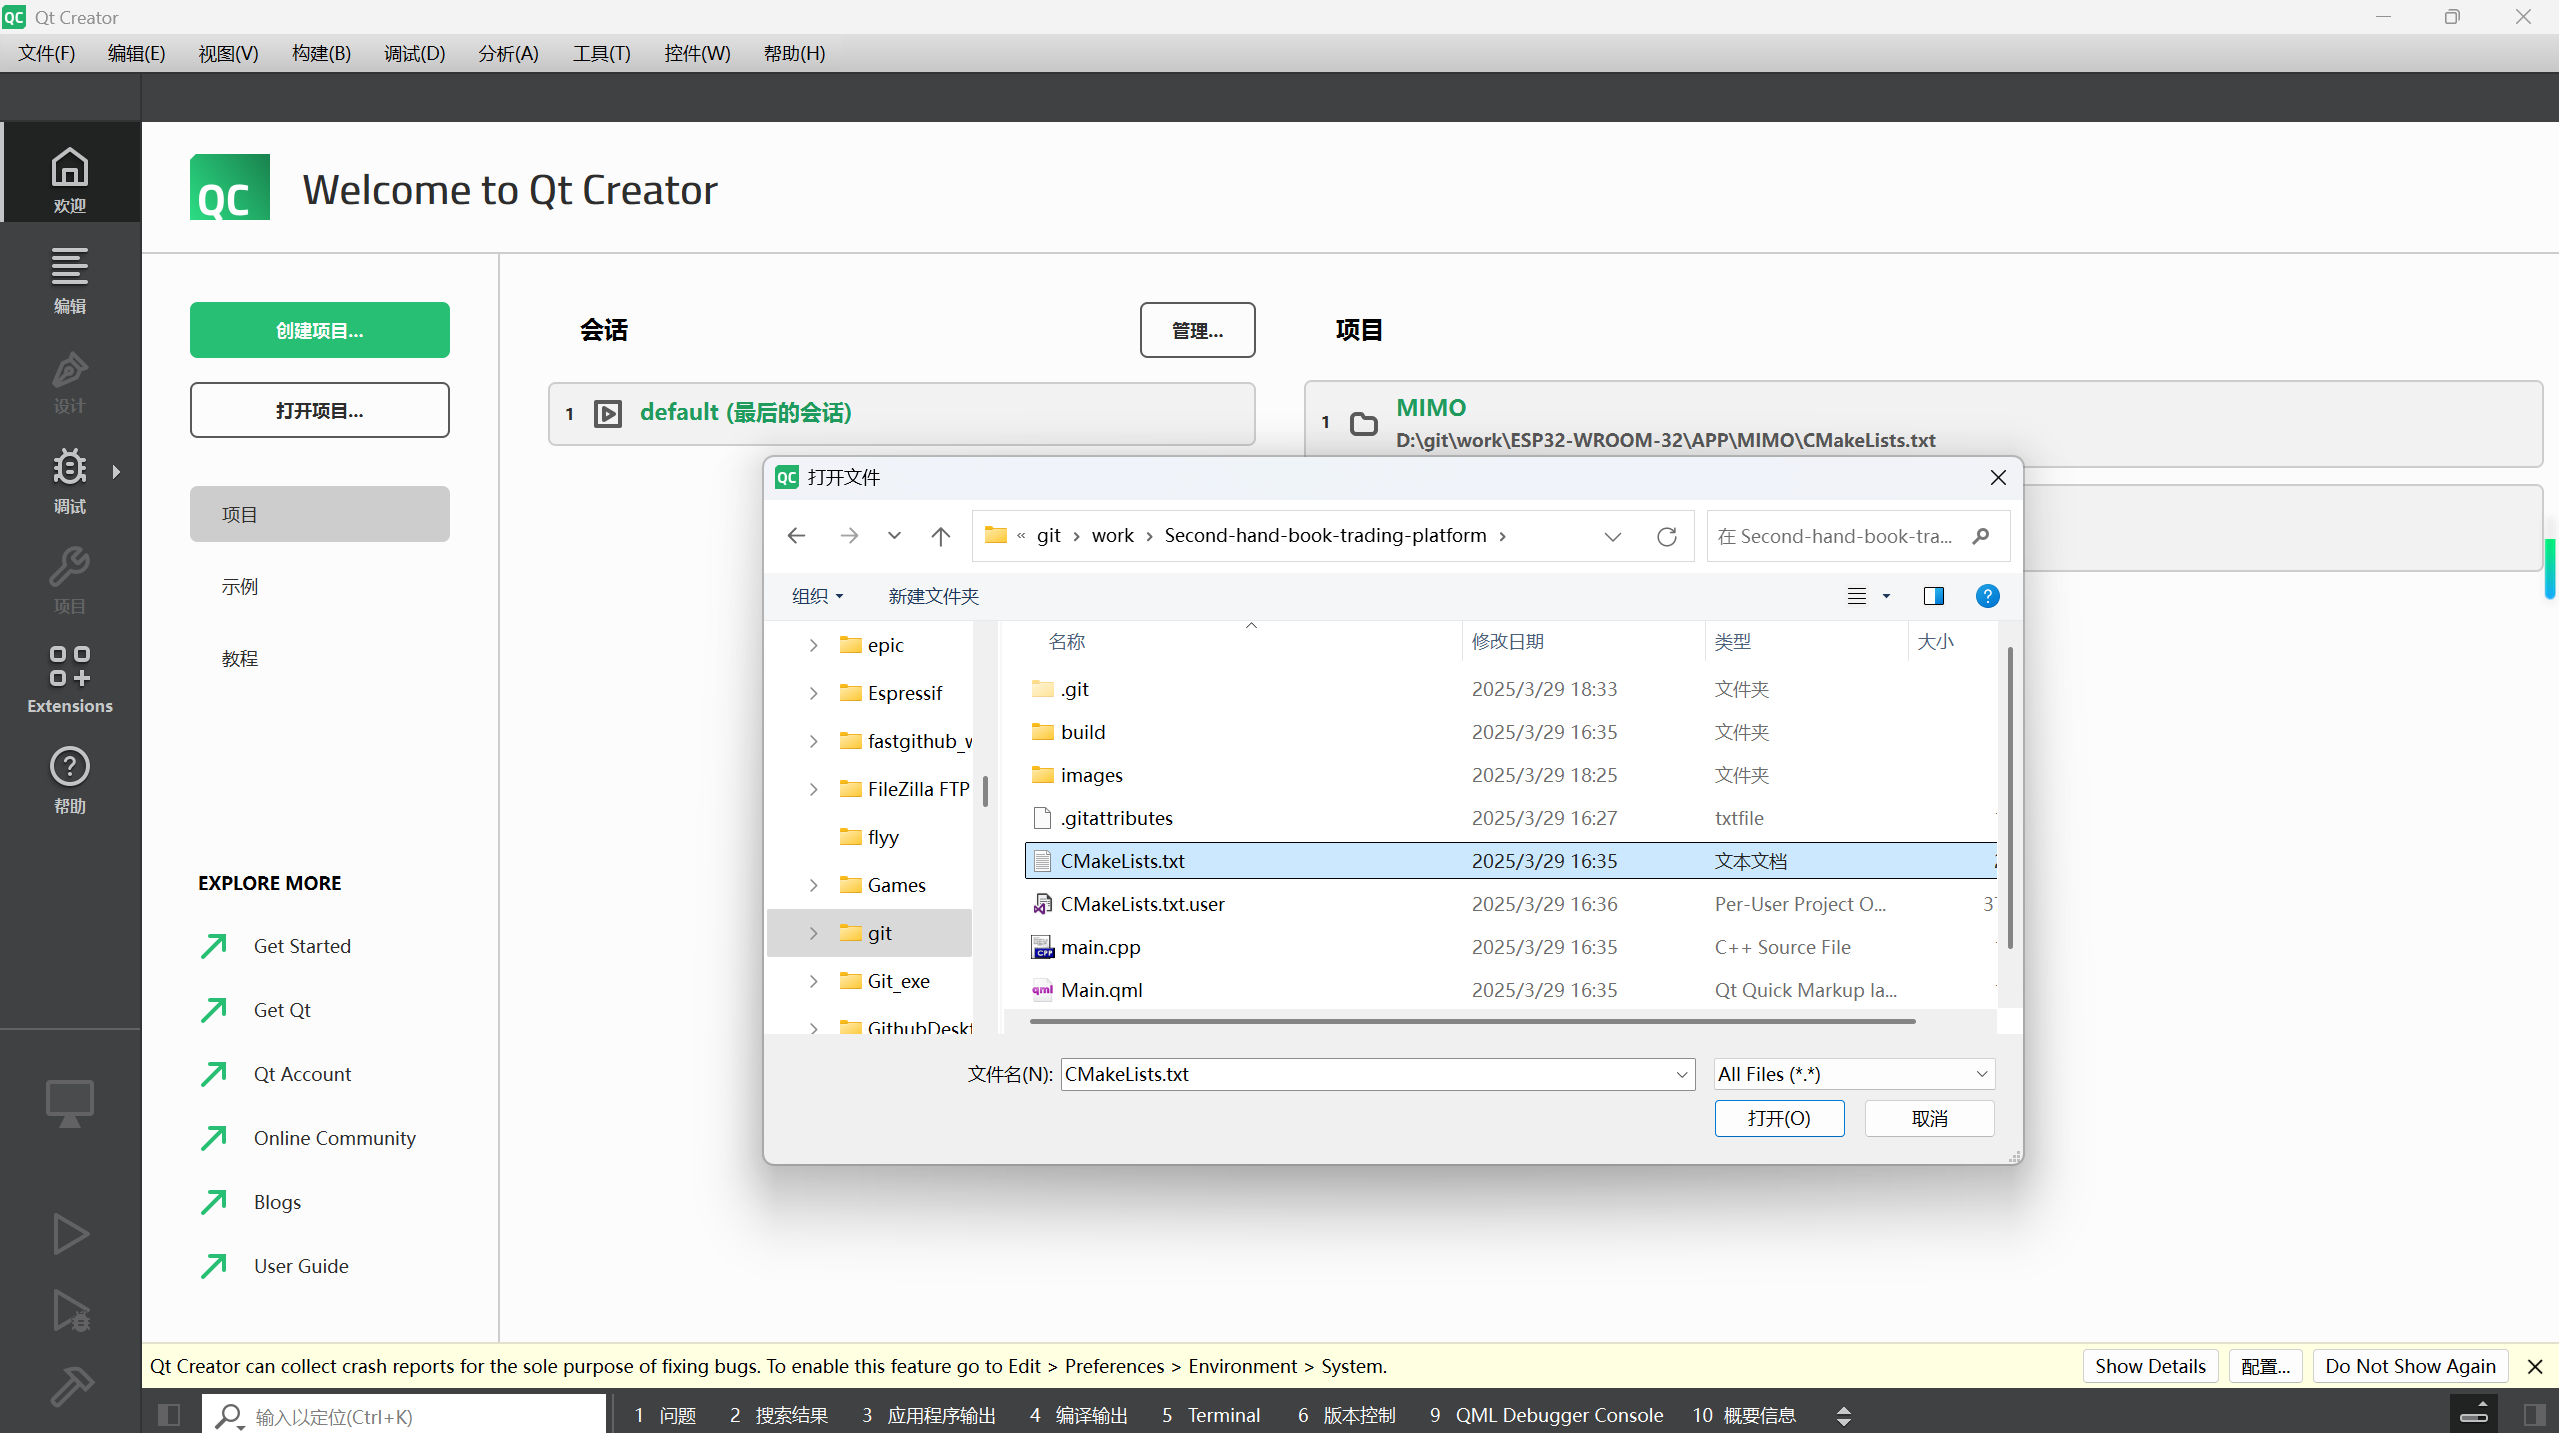 QC Qt Creator
文件(F) 编辑(E) 视图(V) 构建(B) 调试(D) 分析(A) 工具(T) 控件(W) 帮助(H)
欢迎
编辑
设计
调试
项目
Extensions
帮助
QC Welcome to Qt Creator
创建项目...
打开项目...
项目
示例
教程
EXPLORE MORE
Get Started
Get Qt
Qt Account
Online Community
Blogs
User Guide
会话 管理...
1 default (最后的会话)
项目
1 MIMO
D:\git\work\ESP32-WROOM-32\APP\MIMO\CMakeLists.txt
QC 打开文件
« git › work › Second-hand-book-trading-platform ›
在 Second-hand-book-tra...
组织 新建文件夹
epic
Espressif
fastgithub_w
FileZilla FTP
flyy
Games
git
Git_exe
GithubDeskt
名称 修改日期 类型 大小
.git 2025/3/29 18:33 文件夹
build 2025/3/29 16:35 文件夹
images 2025/3/29 18:25 文件夹
.gitattributes 2025/3/29 16:27 txtfile
CMakeLists.txt 2025/3/29 16:35 文本文档
CMakeLists.txt.user 2025/3/29 16:36 Per-User Project O...
main.cpp 2025/3/29 16:35 C++ Source File
Main.qml 2025/3/29 16:35 Qt Quick Markup la...
文件名(N): CMakeLists.txt All Files (*.*)
打开(O) 取消
Qt Creator can collect crash reports for the sole purpose of fixing bugs. To enable this feature go to Edit > Preferences > Environment > System. Show Details 配置... Do Not Show Again
输入以定位(Ctrl+K) 1 问题 2 搜索结果 3 应用程序输出 4 编译输出 5 Terminal 6 版本控制 9 QML Debugger Console 10 概要信息